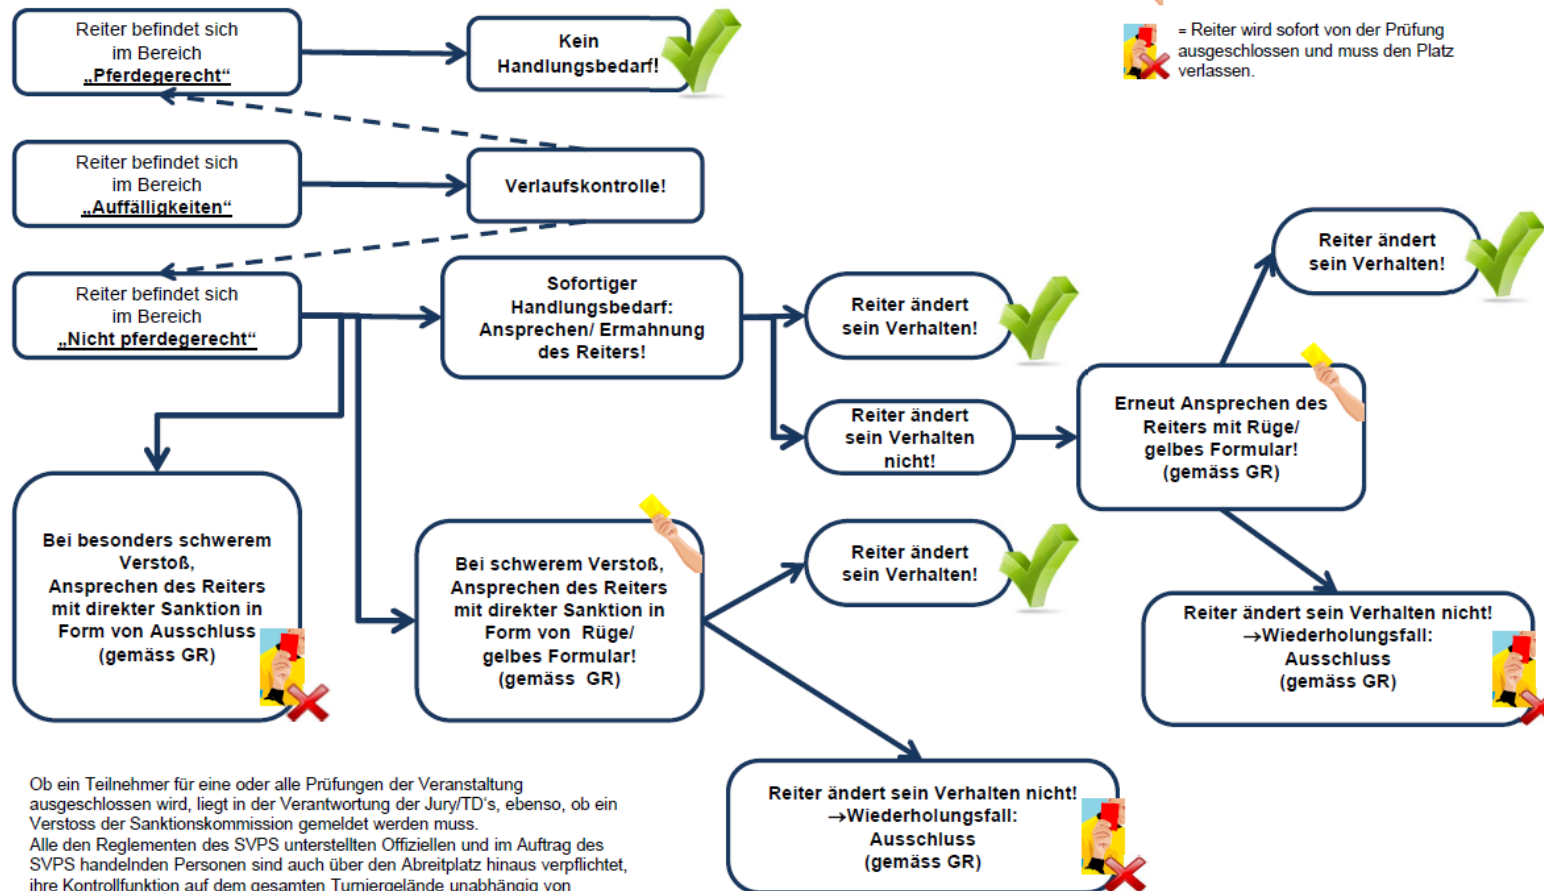 Reiter befindet sich
im Bereich
„Pferdegerecht“
Kein
Handlungsbedarf!
= Reiter wird sofort von der Prüfung
ausgeschlossen und muss den Platz
verlassen.
Reiter befindet sich
im Bereich
„Auffälligkeiten“
Verlaufskontrolle!
Reiter befindet sich
im Bereich
„Nicht pferdegerecht“
Sofortiger
Handlungsbedarf:
Ansprechen/ Ermahnung
des Reiters!
Reiter ändert
sein Verhalten!
Reiter ändert
sein Verhalten
nicht!
Reiter ändert
sein Verhalten!
Erneut Ansprechen des
Reiters mit Rüge/
gelbes Formular!
(gemäss GR)
Bei besonders schwerem
Verstoß,
Ansprechen des Reiters
mit direkter Sanktion in
Form von Ausschluss
(gemäss GR)
Bei schwerem Verstoß,
Ansprechen des Reiters
mit direkter Sanktion in
Form von Rüge/
gelbes Formular!
(gemäss GR)
Reiter ändert
sein Verhalten!
Reiter ändert sein Verhalten nicht!
→Wiederholungsfall:
Ausschluss
(gemäss GR)
Reiter ändert sein Verhalten nicht!
→Wiederholungsfall:
Ausschluss
(gemäss GR)
Ob ein Teilnehmer für eine oder alle Prüfungen der Veranstaltung
ausgeschlossen wird, liegt in der Verantwortung der Jury/TD‘s, ebenso, ob ein
Verstoss der Sanktionskommission gemeldet werden muss.
Alle den Reglementen des SVPS unterstellten Offiziellen und im Auftrag des
SVPS handelnden Personen sind auch über den Abreitplatz hinaus verpflichtet,
ihre Kontrollfunktion auf dem gesamten Turniergelände unabhängig von